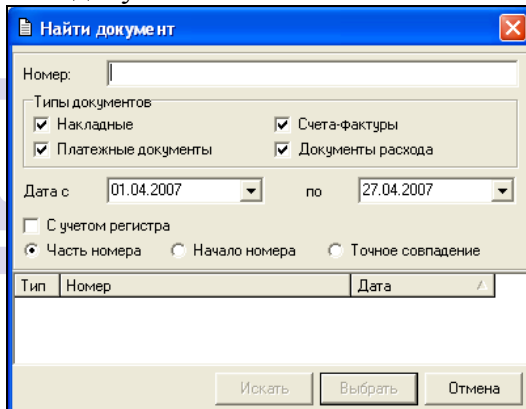 Найти документ
Номер:
Типы документов
Накладные Счета-фактуры
Платежные документы Документы расхода
Дата с 01.04.2007 по 27.04.2007
С учетом регистра
Часть номера Начало номера Точное совпадение
Тип Номер Дата
Искать Выбрать Отмена